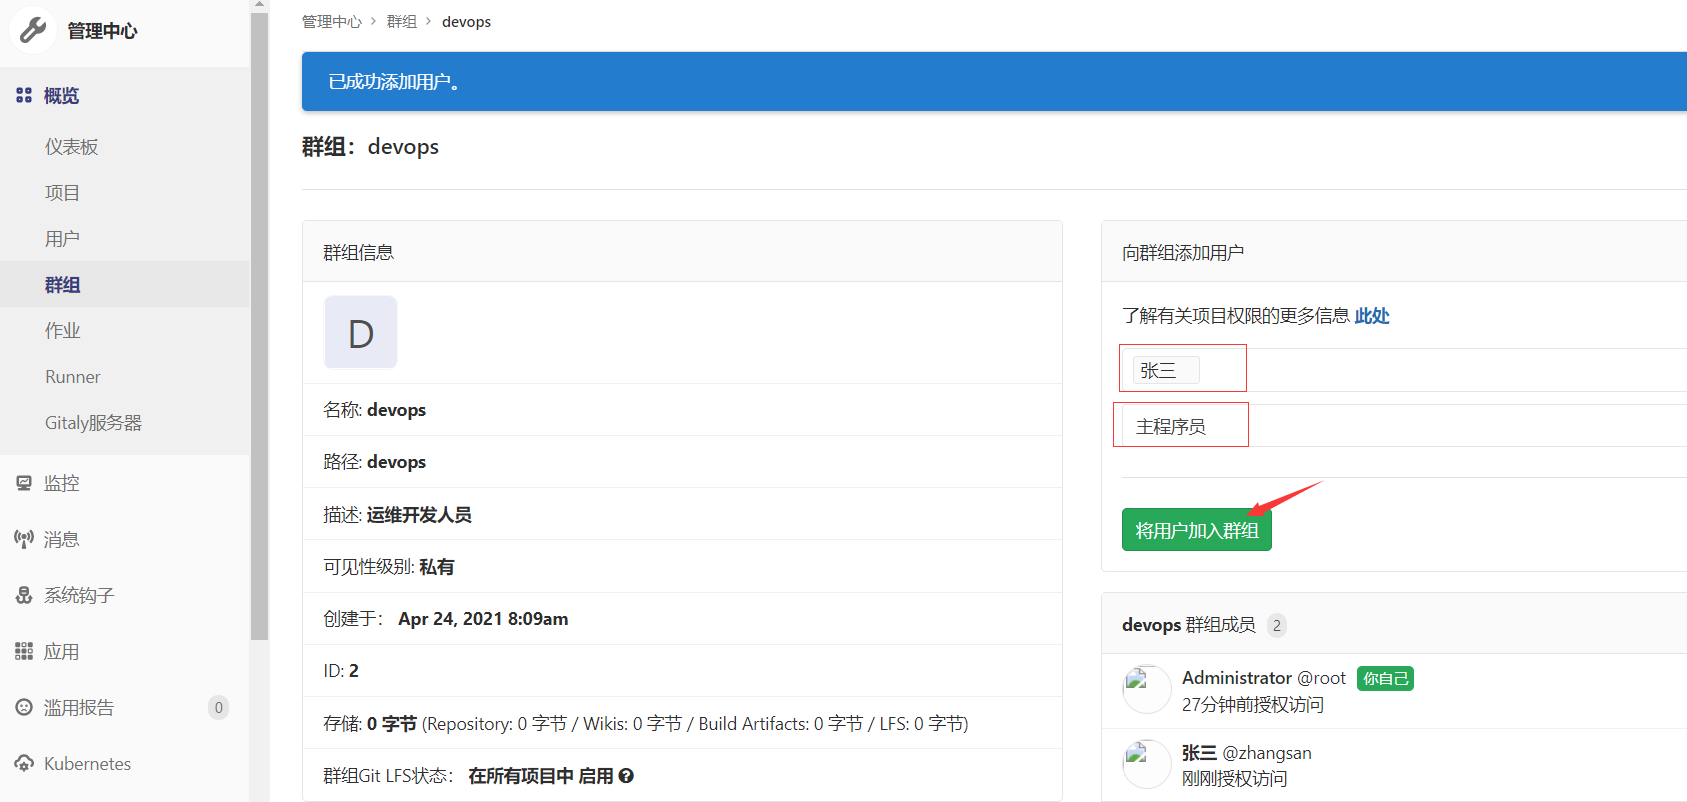 管理中心
概览
仪表板
项目
用户
群组
作业
Runner
Gitaly服务器
监控
消息
系统钩子
应用
滥用报告 0
Kubernetes
管理中心 > 群组 > devops
已成功添加用户。
群组：devops
群组信息
D
名称: devops
路径: devops
描述: 运维开发人员
可见性级别: 私有
创建于： Apr 24, 2021 8:09am
ID: 2
存储: 0 字节 (Repository: 0 字节 / Wikis: 0 字节 / Build Artifacts: 0 字节 / LFS: 0 字节)
群组Git LFS状态： 在所有项目中 启用
向群组添加用户
了解有关项目权限的更多信息 此处
张三
主程序员
将用户加入群组
devops 群组成员 2
Administrator @root 你自己
27分钟前授权访问
张三 @zhangsan
刚刚授权访问